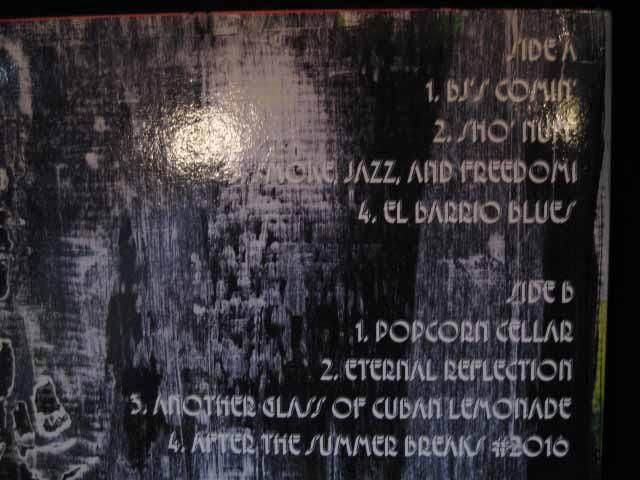 SIDE A
1. BJ'S COMIN'
2. SHO' NUFF
SMOKE, JAZZ, AND FREEDOM!
4. EL BARRIO BLUES
SIDE B
1. POPCORN CELLAR
2. ETERNAL REFLECTION
3. ANOTHER GLASS OF CUBAN LEMONADE
4. AFTER THE SUMMER BREAKS #2016